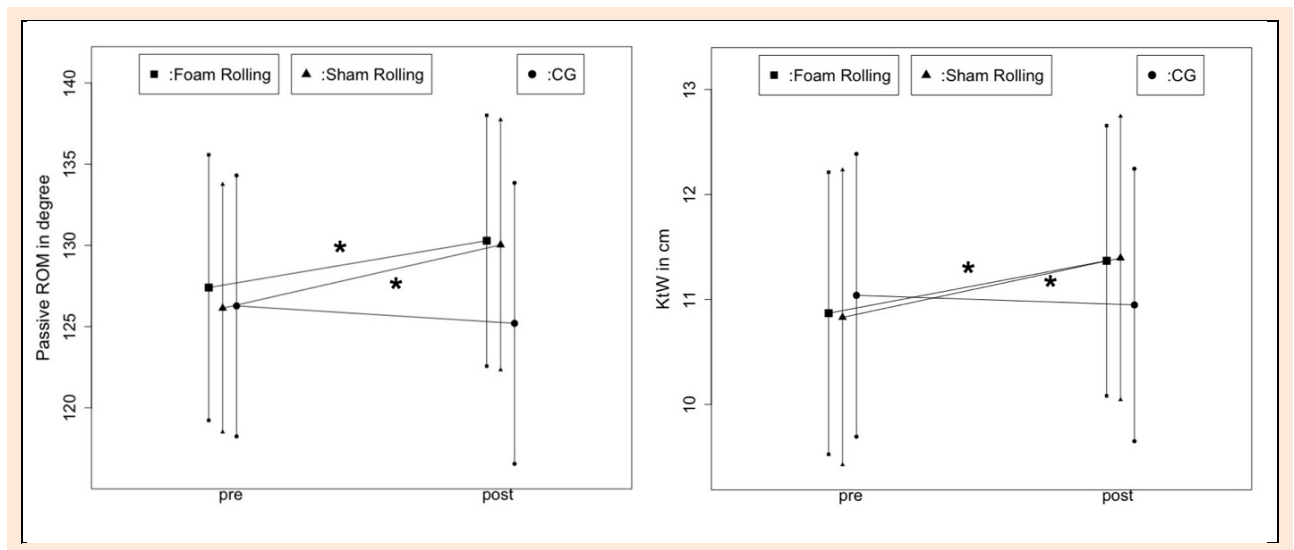 :Foam Rolling :Sham Rolling :CG
Passive ROM in degree
140
135
130
125
120
*
*
pre post
:Foam Rolling :Sham Rolling :CG
KtW in cm
13
12
11
10
*
*
pre post